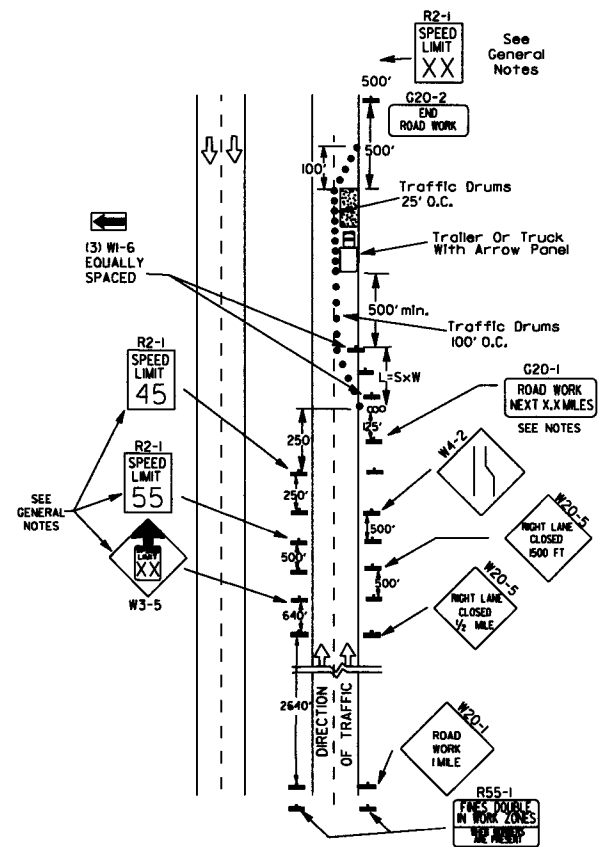 R2-1
SPEED
LIMIT
XX
See
General
Notes
500'
G20-2
END
ROAD WORK
500'
100'
Traffic Drums
25' O.C.
Trailer Or Truck
With Arrow Panel
(3) W1-6
EQUALLY
SPACED
500' min.
Traffic Drums
100' O.C.
R2-1
SPEED
LIMIT
45
L=SxW
G20-1
ROAD WORK
NEXT X.X MILES
SEE NOTES
125'
250'
W4-2
R2-1
SPEED
LIMIT
55
250'
SEE
GENERAL
NOTES
500'
500'
W20-5
RIGHT LANE
CLOSED
1500 FT
LIMIT
XX
W3-5
500'
W20-5
RIGHT LANE
CLOSED
1/2 MILE
640'
2640'
DIRECTION
OF TRAFFIC
W20-1
ROAD
WORK
1 MILE
R55-1
FINES DOUBLE
IN WORK ZONES
WHEN WORKERS
ARE PRESENT